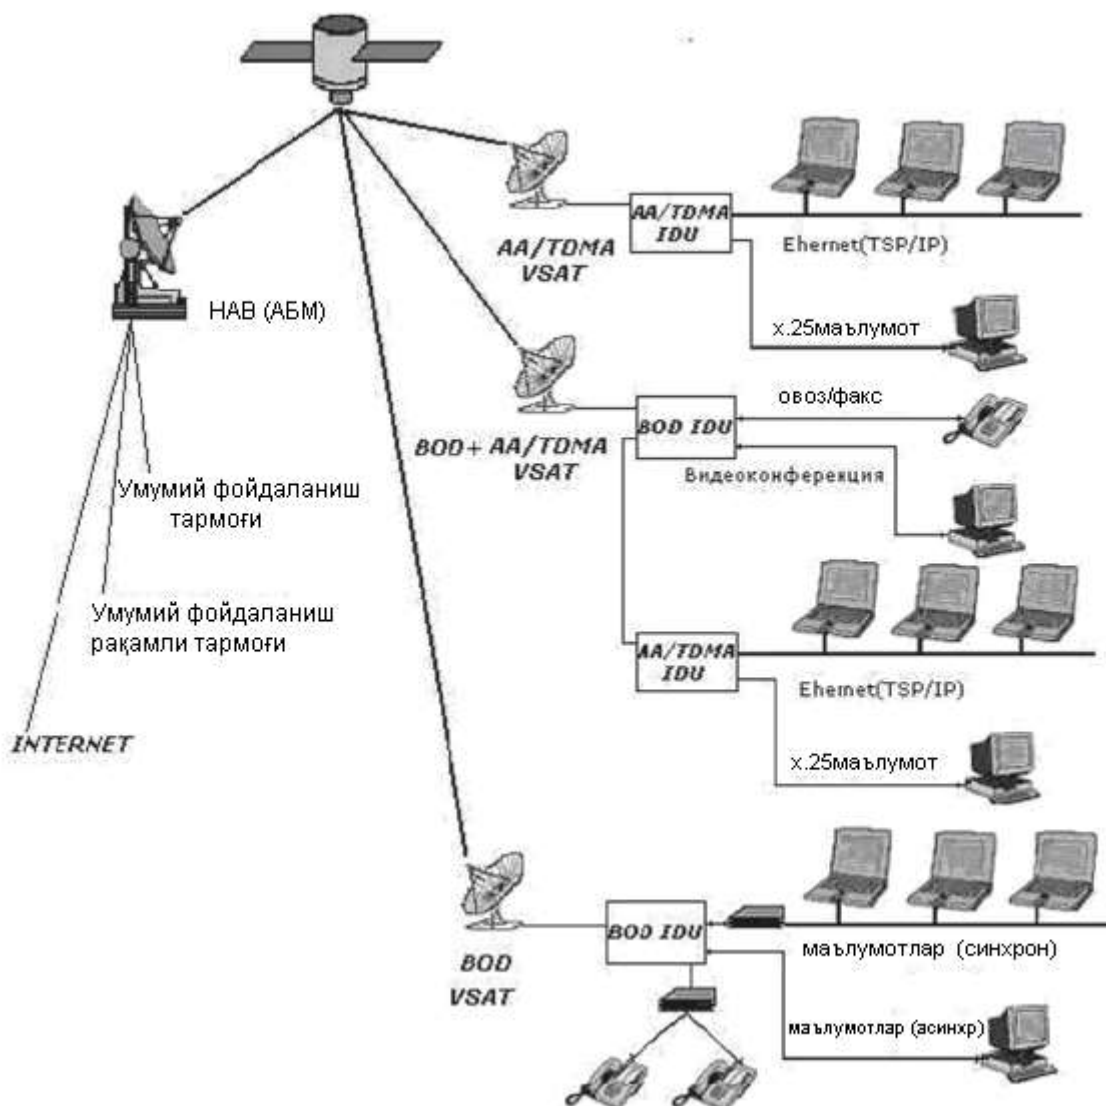 AA/TDMA
IDU
Ehernet(TSP/IP)
AA/TDMA
VSAT
НАВ (АБМ)
х.25маълумот
овоз/факс
BOD IDU
BOD + AA/TDMA
VSAT
Видеоконференция
Умумий фойдаланиш
тармоғи
Умумий фойдаланиш
рақамли тармоғи
AA/TDMA
IDU
Ehernet(TSP/IP)
INTERNET
х.25маълумот
BOD IDU
маълумотлар (синхрон)
BOD
VSAT
маълумотлар (асинхр)